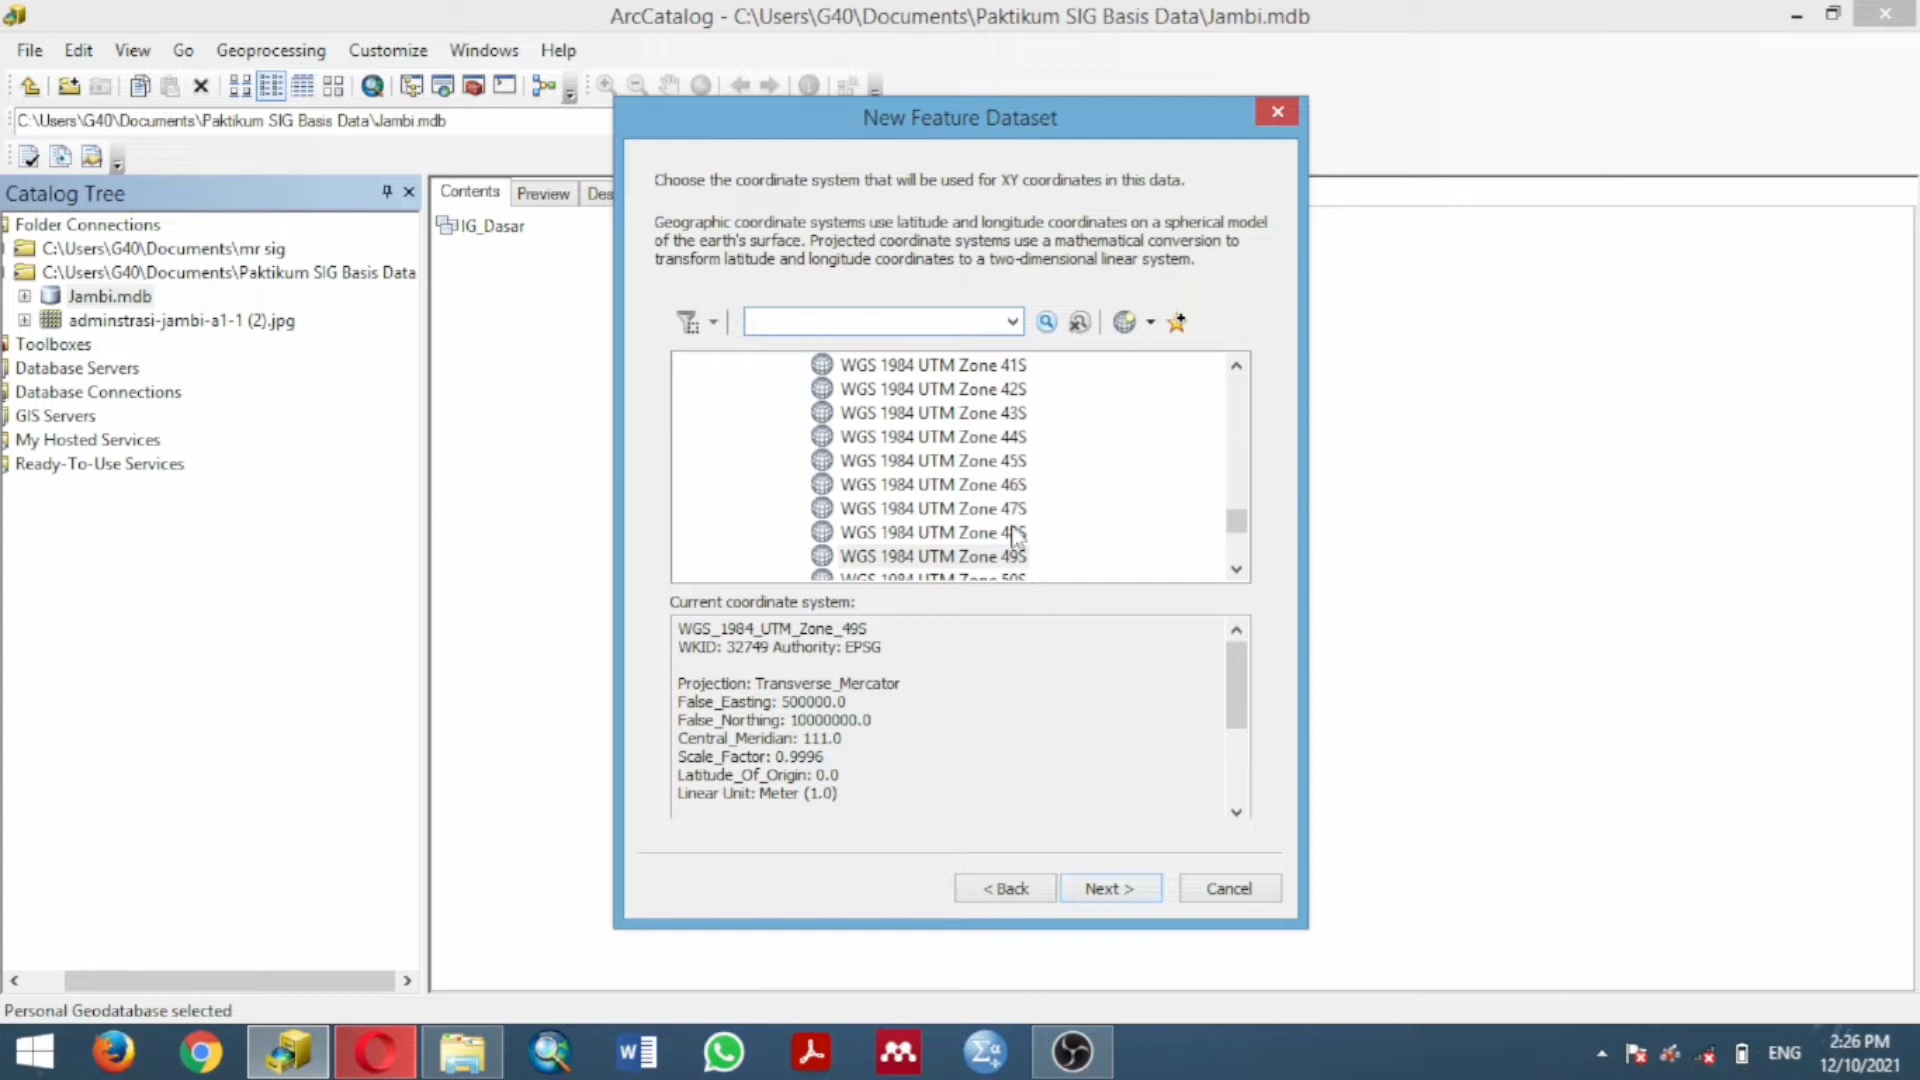 ArcCatalog - C:\Users\G40\Documents\Paktikum SIG Basis Data\Jambi.mdb
File Edit View Go Geoprocessing Customize Windows Help
C:\Users\G40\Documents\Paktikum SIG Basis Data\Jambi.mdb
Catalog Tree
Folder Connections
C:\Users\G40\Documents\mr sig
C:\Users\G40\Documents\Paktikum SIG Basis Data
Jambi.mdb
adminstrasi-jambi-a1-1 (2).jpg
Toolboxes
Database Servers
Database Connections
GIS Servers
My Hosted Services
Ready-To-Use Services
Contents Preview Des
IG_Dasar
New Feature Dataset
Choose the coordinate system that will be used for XY coordinates in this data.
Geographic coordinate systems use latitude and longitude coordinates on a spherical model
of the earth's surface. Projected coordinate systems use a mathematical conversion to
transform latitude and longitude coordinates to a two-dimensional linear system.
WGS 1984 UTM Zone 41S
WGS 1984 UTM Zone 42S
WGS 1984 UTM Zone 43S
WGS 1984 UTM Zone 44S
WGS 1984 UTM Zone 45S
WGS 1984 UTM Zone 46S
WGS 1984 UTM Zone 47S
WGS 1984 UTM Zone
WGS 1984 UTM Zone 49S
WGS 1984 UTM Zone 50S
Current coordinate system:
WGS_1984_UTM_Zone_49S
WKID: 32749 Authority: EPSG
Projection: Transverse_Mercator
False_Easting: 500000.0
False_Northing: 10000000.0
Central_Meridian: 111.0
Scale_Factor: 0.9996
Latitude_Of_Origin: 0.0
Linear Unit: Meter (1.0)
< Back Next > Cancel
Personal Geodatabase selected
ENG
2:26 PM
12/10/2021